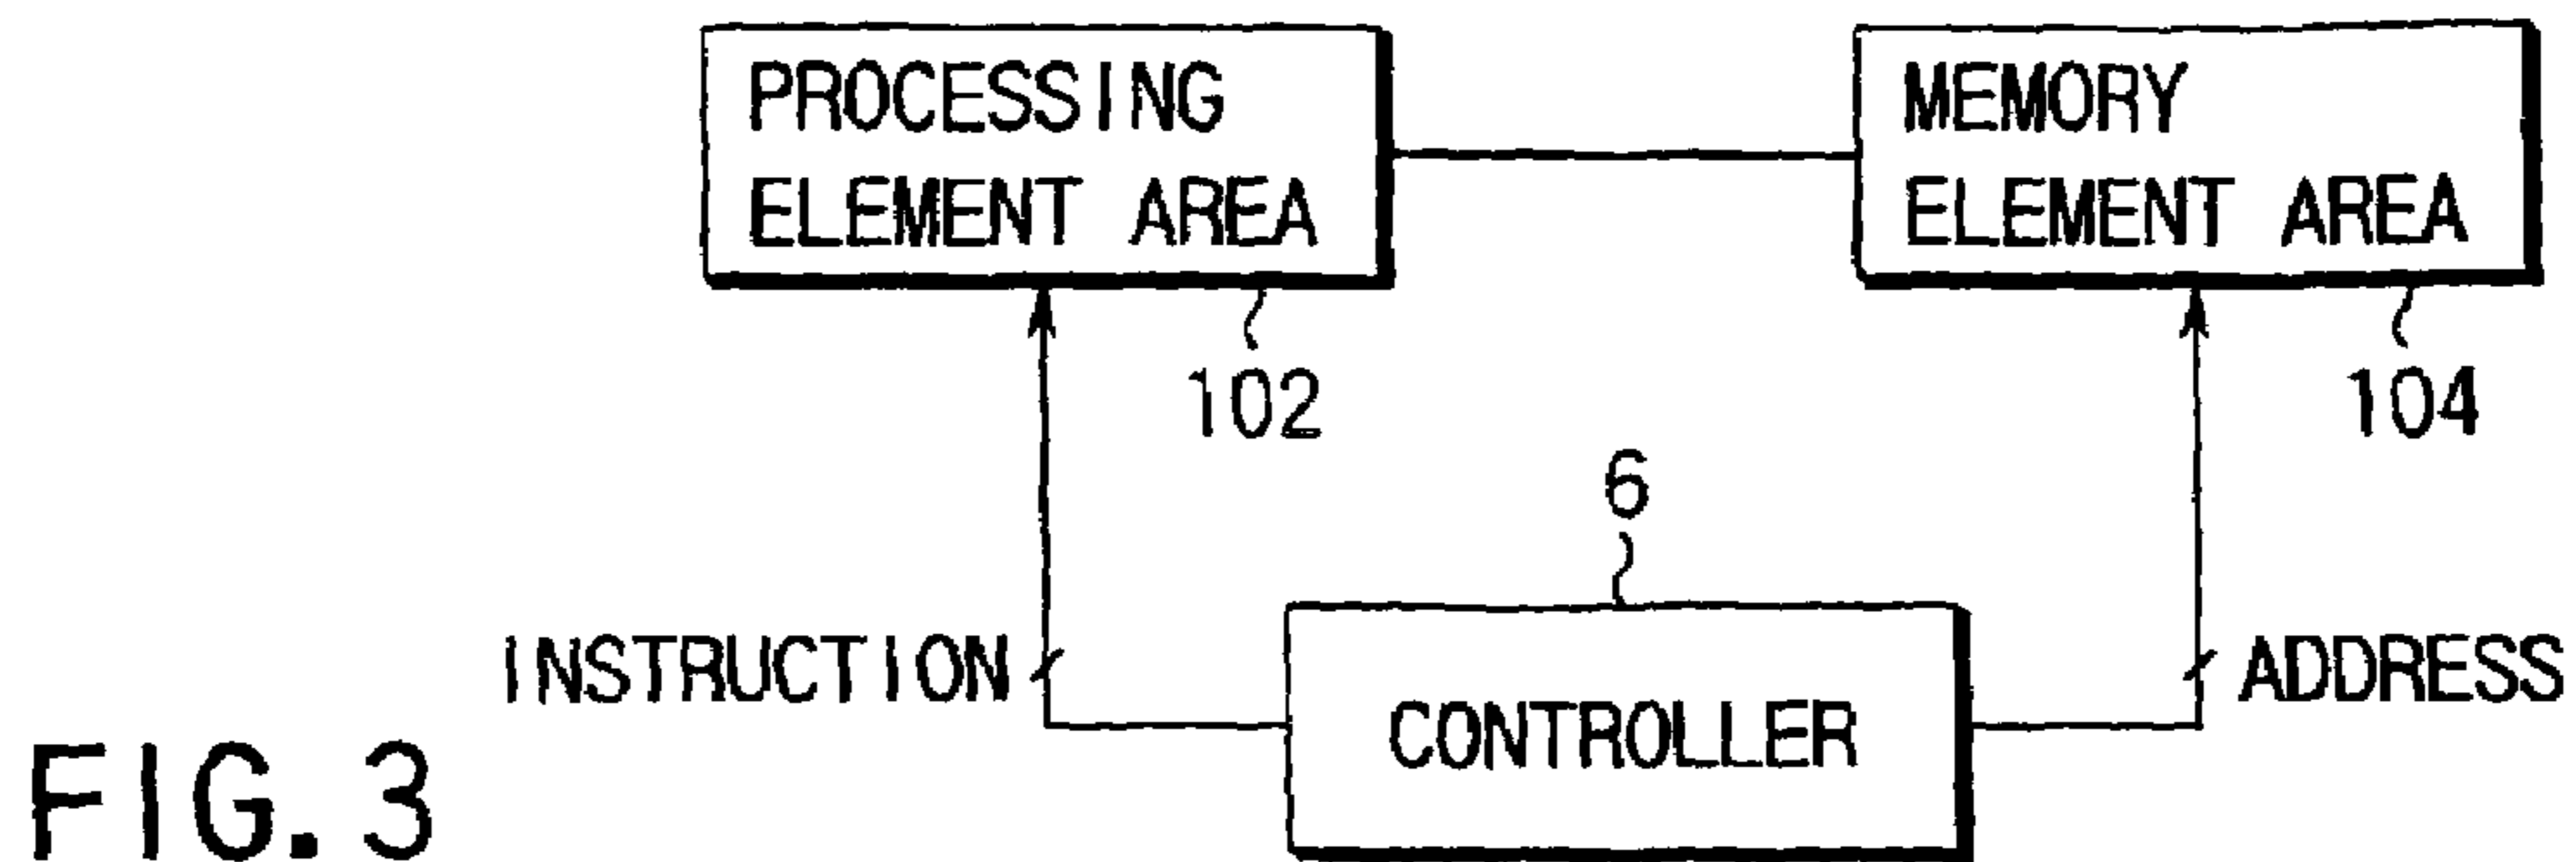 PROCESSING
ELEMENT AREA
MEMORY
ELEMENT AREA
102
104
6
INSTRUCTION
ADDRESS
CONTROLLER
FIG. 3